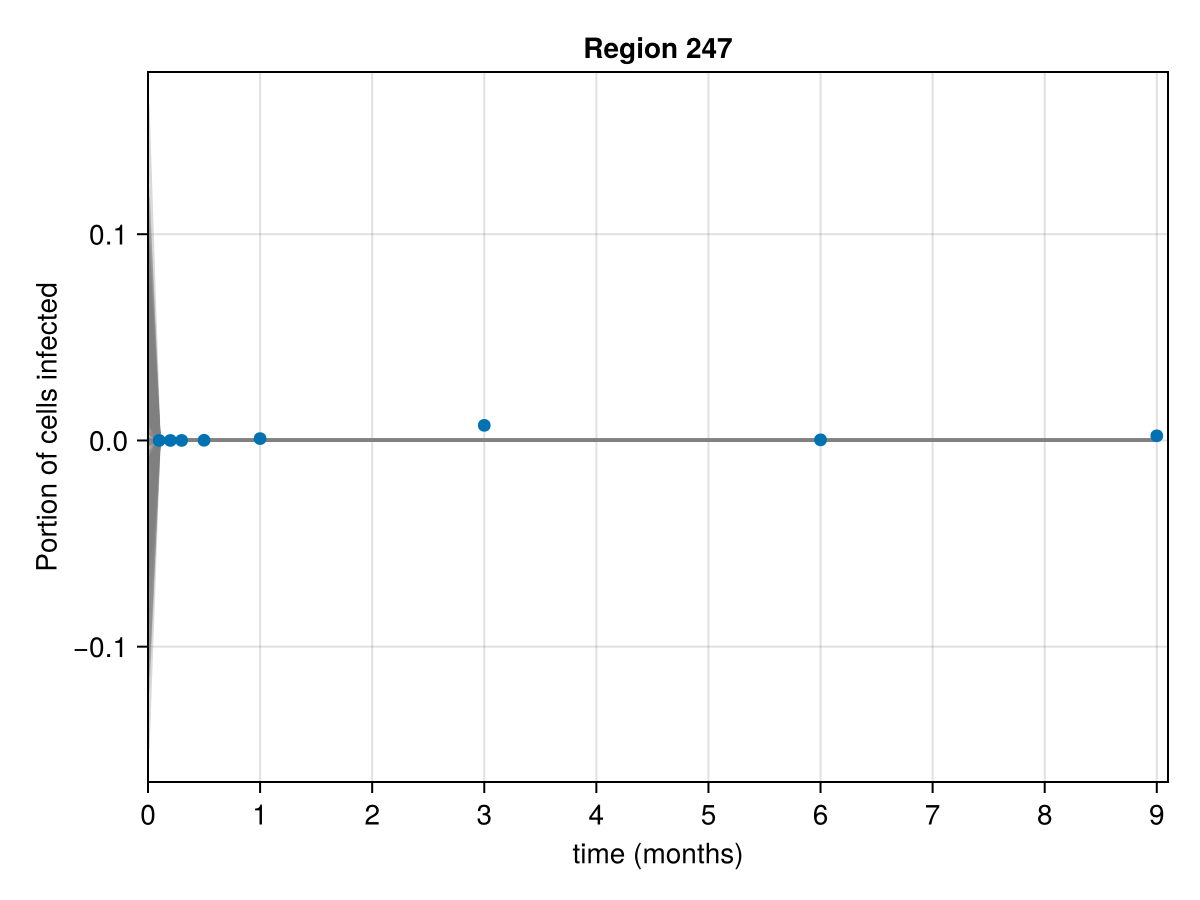 Region 247
Portion of cells infected
0.1
0.0
−0.1
0 1 2 3 4 5 6 7 8 9
time (months)